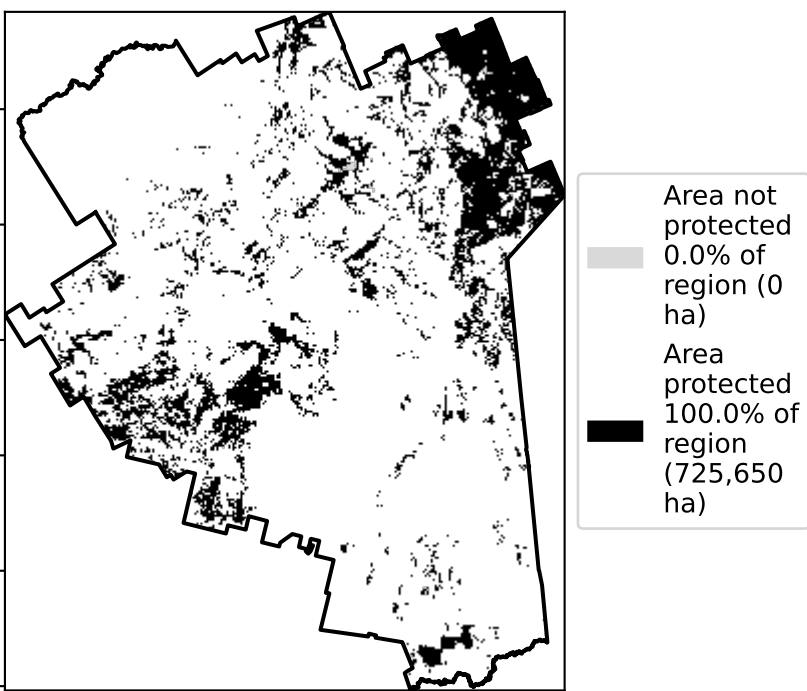 Area not
protected
0.0% of
region (0
ha)
Area
protected
100.0% of
region
(725,650
ha)